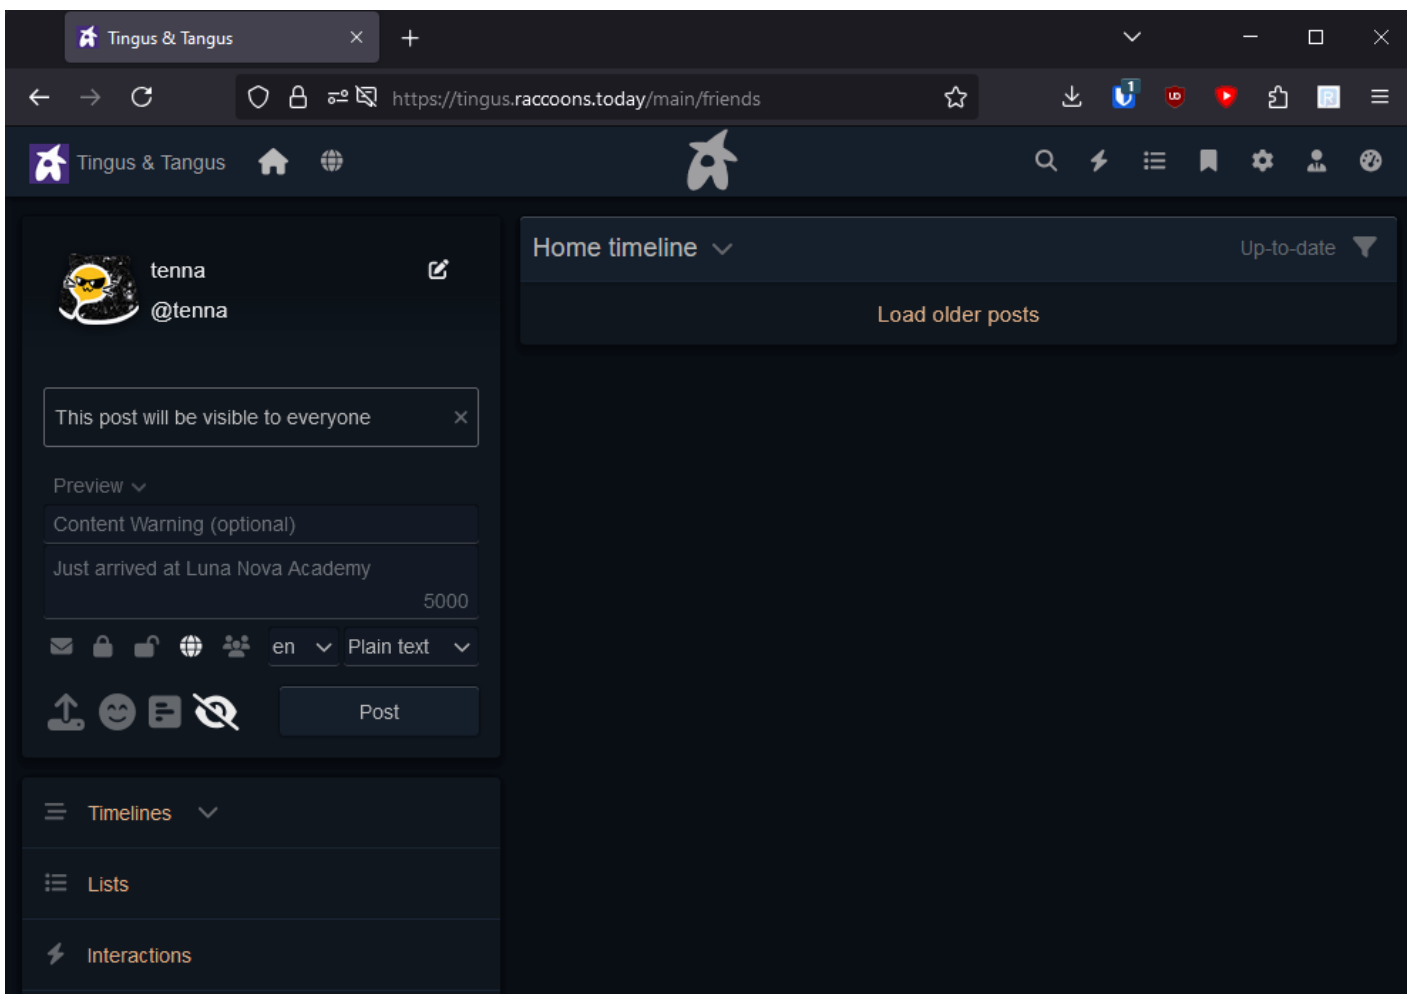 Tingus & Tangus
https://tingus.raccoons.today/main/friends
1
Tingus & Tangus
tenna
@tenna
This post will be visible to everyone
Preview
Content Warning (optional)
Just arrived at Luna Nova Academy
5000
en
Plain text
Post
Timelines
Lists
Interactions
Home timeline
Up-to-date
Load older posts